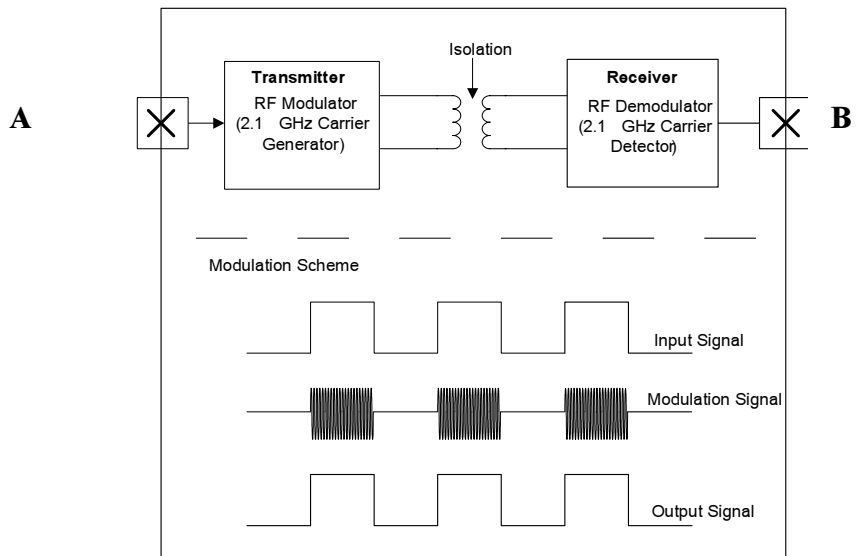 Isolation
Transmitter
RF Modulator
(2.1 GHz Carrier
Generator)
Receiver
RF Demodulator
(2.1 GHz Carrier
Detector)
A
B
Modulation Scheme
Input Signal
Modulation Signal
Output Signal